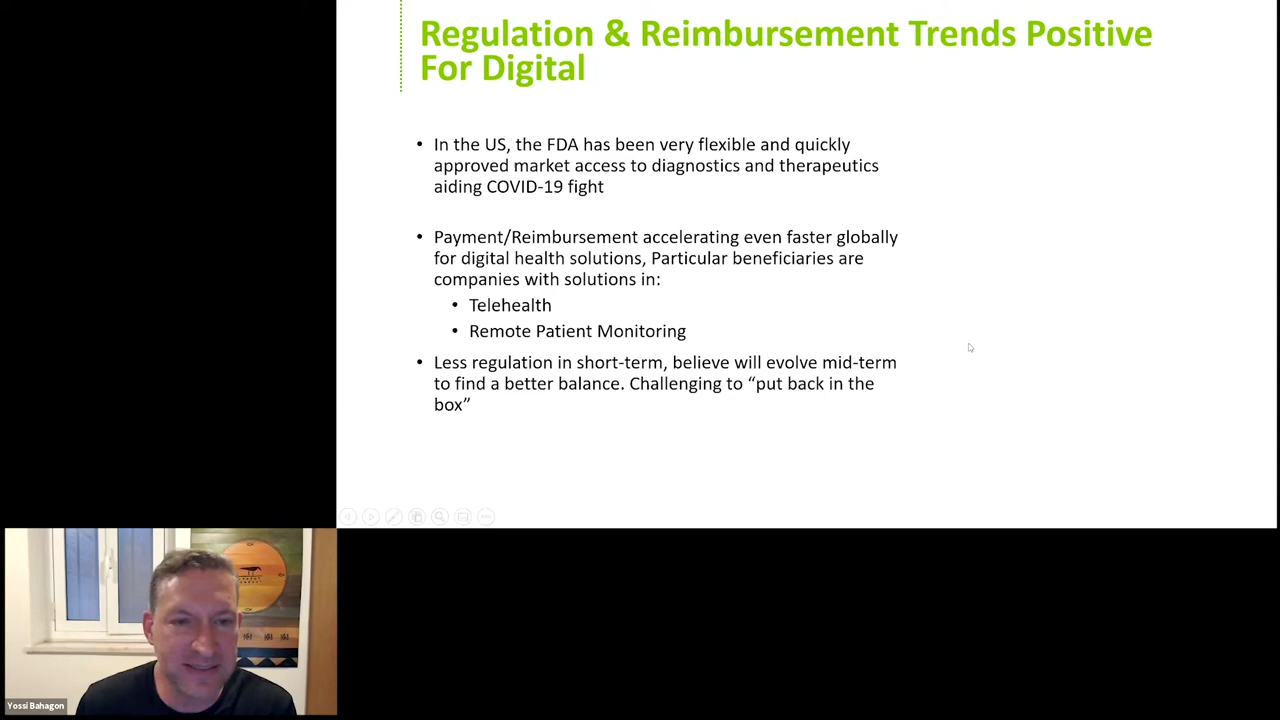 Regulation & Reimbursement Trends Positive
For Digital
• In the US, the FDA has been very flexible and quickly
approved market access to diagnostics and therapeutics
aiding COVID-19 fight
• Payment/Reimbursement accelerating even faster globally
for digital health solutions, Particular beneficiaries are
companies with solutions in:
• Telehealth
• Remote Patient Monitoring
• Less regulation in short-term, believe will evolve mid-term
to find a better balance. Challenging to “put back in the
box”
Yossi Bahagon